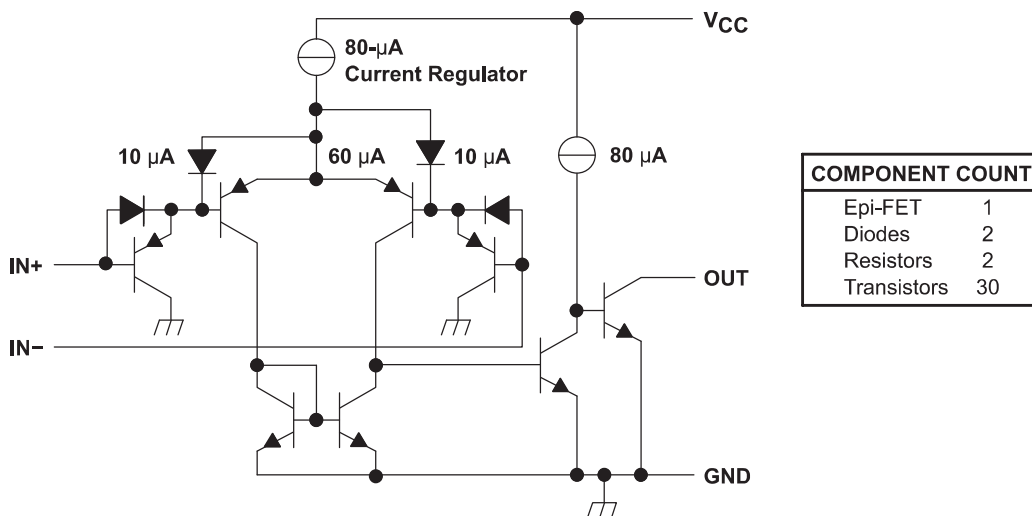 V_CC
80-µA
Current Regulator
10 µA
60 µA
10 µA
80 µA
IN+
OUT
IN−
GND
COMPONENT COUNT
Epi-FET 1
Diodes 2
Resistors 2
Transistors 30